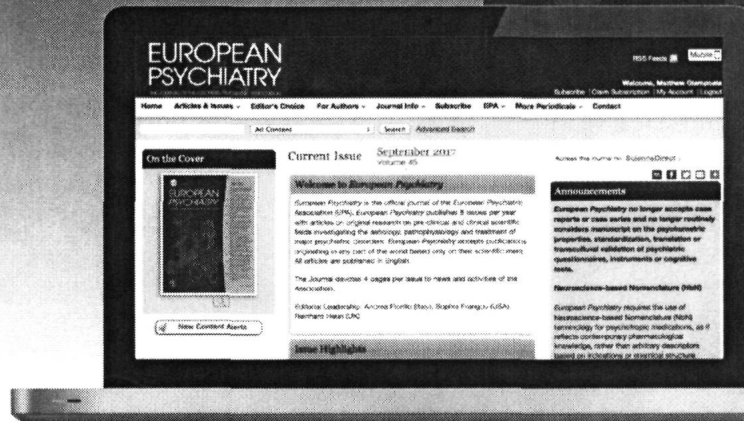 EUROPEAN
PSYCHIATRY
RSS Feeds Mobile
Welcome, Matthew
Subscribe | Claim Subscription | My Account | Logout
Home Articles & Issues Editor's Choice For Authors Journal Info Subscribe EPA More Periodicals Contact
All Content Search Advanced Search
On the Cover
EUROPEAN
PSYCHIATRY
New Content Alerts
Current Issue September 2017
Volume 45
Welcome to European Psychiatry
European Psychiatry is the official journal of the European Psychiatric
Association (EPA). European Psychiatry publishes 8 issues per year
with articles on original research on pre-clinical and clinical scientific
fields investigating the aetiology, pathophysiology and treatment of
major psychiatric disorders. European Psychiatry accepts publications
originating in any part of the world based only on their scientific merit.
All articles are published in English.
The Journal devotes 4 pages per issue to news and activities of the
Association.
Editorial Leadership: Andrea Fiorillo (Italy), Sophia Frangou (USA)
Reinhard Heun (UK)
Issue Highlights
Access this journal on ScienceDirect
Announcements
European Psychiatry no longer accepts case
reports or case series and no longer routinely
considers manuscript on the psychometric
properties, standardization, translation or
transcultural validation of psychiatric
questionnaires, instruments or cognitive
tests.
Neuroscience-based Nomenclature (NbN)
European Psychiatry requires the use of
Neuroscience-based Nomenclature (NbN)
terminology for psychotropic medications, as it
reflects contemporary pharmacological
knowledge, rather than arbitrary descriptors
based on indications or chemical structure